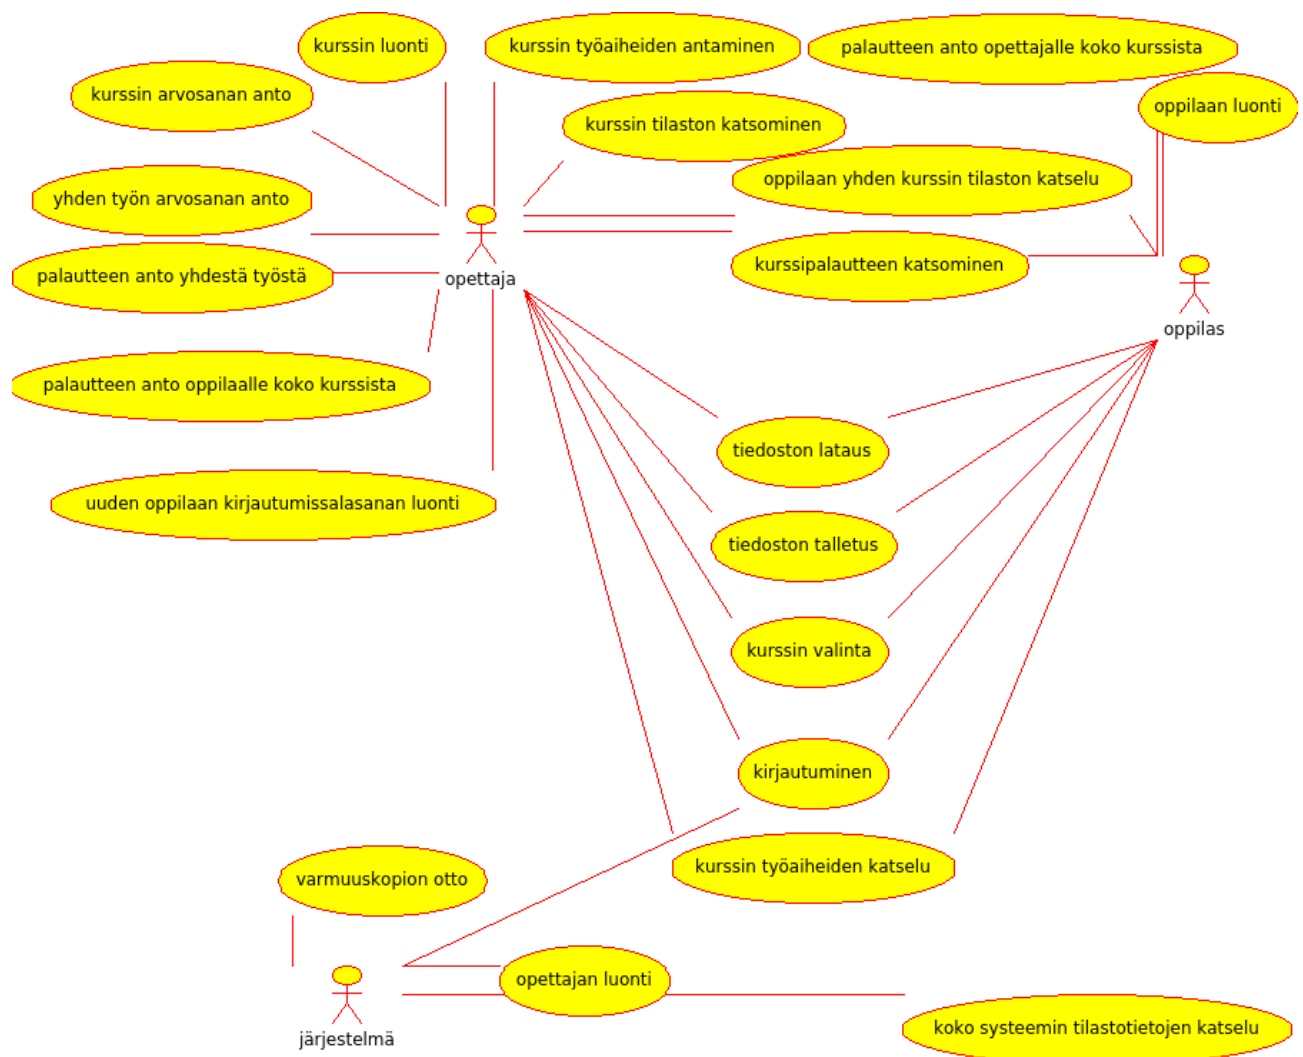 kurssin luonti
kurssin työaiheiden antaminen
palautteen anto opettajalle koko kurssista
kurssin arvosanan anto
oppilaan luonti
kurssin tilaston katsominen
oppilaan yhden kurssin tilaston katselu
yhden työn arvosanan anto
kurssipalautteen katsominen
palautteen anto yhdestä työstä
opettaja
oppilas
palautteen anto oppilaalle koko kurssista
tiedoston lataus
uuden oppilaan kirjautumissalasanan luonti
tiedoston talletus
kurssin valinta
kirjautuminen
kurssin työaiheiden katselu
varmuuskopion otto
opettajan luonti
koko systeemin tilastotietojen katselu
järjestelmä